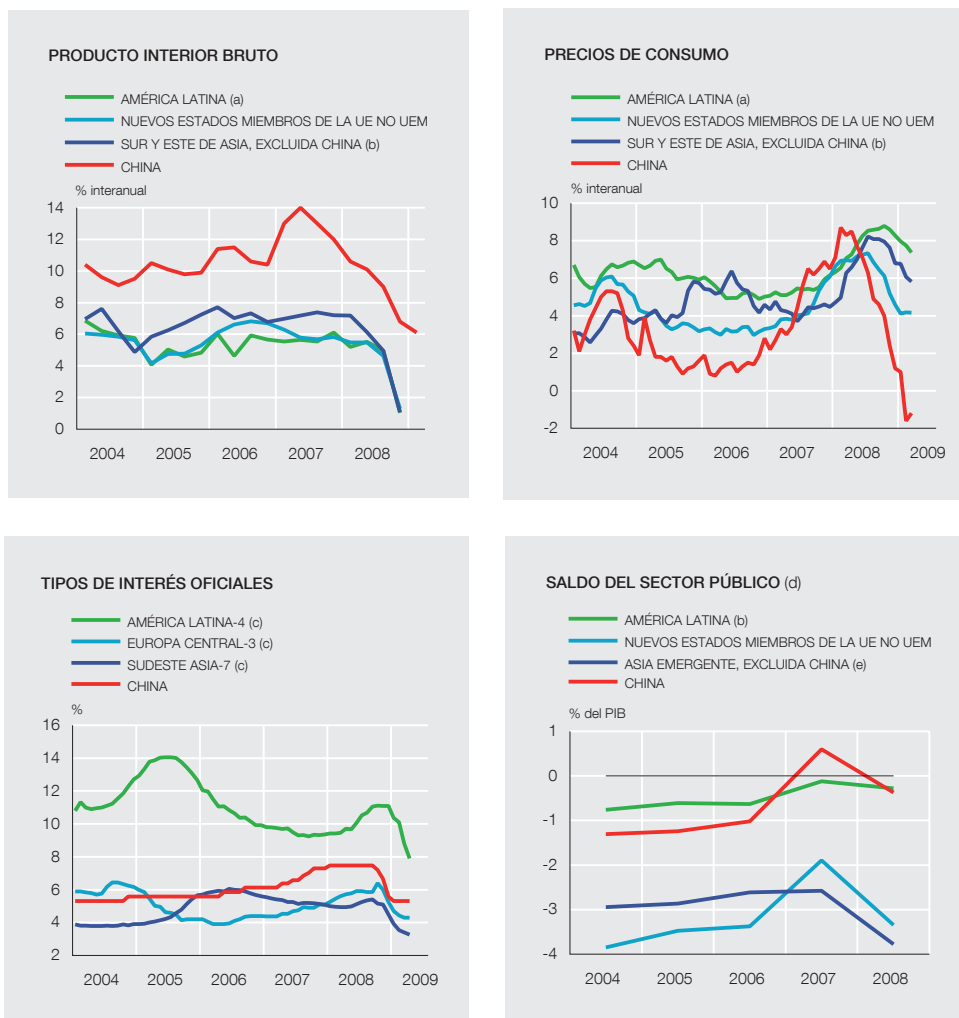 PRODUCTO INTERIOR BRUTO
AMÉRICA LATINA (a)
NUEVOS ESTADOS MIEMBROS DE LA UE NO UEM
SUR Y ESTE DE ASIA, EXCLUIDA CHINA (b)
CHINA
% interanual
14
12
10
8
6
4
2
0
2004 2005 2006 2007 2008
PRECIOS DE CONSUMO
AMÉRICA LATINA (a)
NUEVOS ESTADOS MIEMBROS DE LA UE NO UEM
SUR Y ESTE DE ASIA, EXCLUIDA CHINA (b)
CHINA
% interanual
10
8
6
4
2
0
-2
2004 2005 2006 2007 2008 2009
TIPOS DE INTERÉS OFICIALES
AMÉRICA LATINA-4 (c)
EUROPA CENTRAL-3 (c)
SUDESTE ASIA-7 (c)
CHINA
%
16
14
12
10
8
6
4
2
2004 2005 2006 2007 2008 2009
SALDO DEL SECTOR PÚBLICO (d)
AMÉRICA LATINA (b)
NUEVOS ESTADOS MIEMBROS DE LA UE NO UEM
ASIA EMERGENTE, EXCLUIDA CHINA (e)
CHINA
% del PIB
1
0
-1
-2
-3
-4
2004 2005 2006 2007 2008